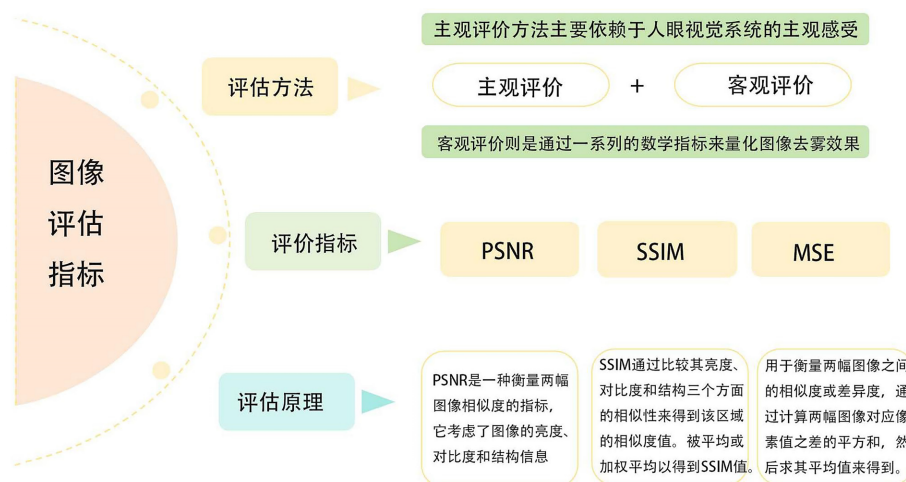 图像
评估
指标
评估方法
主观评价方法主要依赖于人眼视觉系统的主观感受
主观评价 + 客观评价
客观评价则是通过一系列的数学指标来量化图像去雾效果
评价指标
PSNR
SSIM
MSE
评估原理
PSNR是一种衡量两幅
图像相似度的指标，
它考虑了图像的亮度、
对比度和结构信息
SSIM通过比较其亮度、
对比度和结构三个方面
的相似性来得到该区域
的相似度值。被平均或
加权平均以得到SSIM值。
用于衡量两幅图像之间
的相似度或差异度，通
过计算两幅图像对应像
素值之差的平方和，然
后求其平均值来得到。